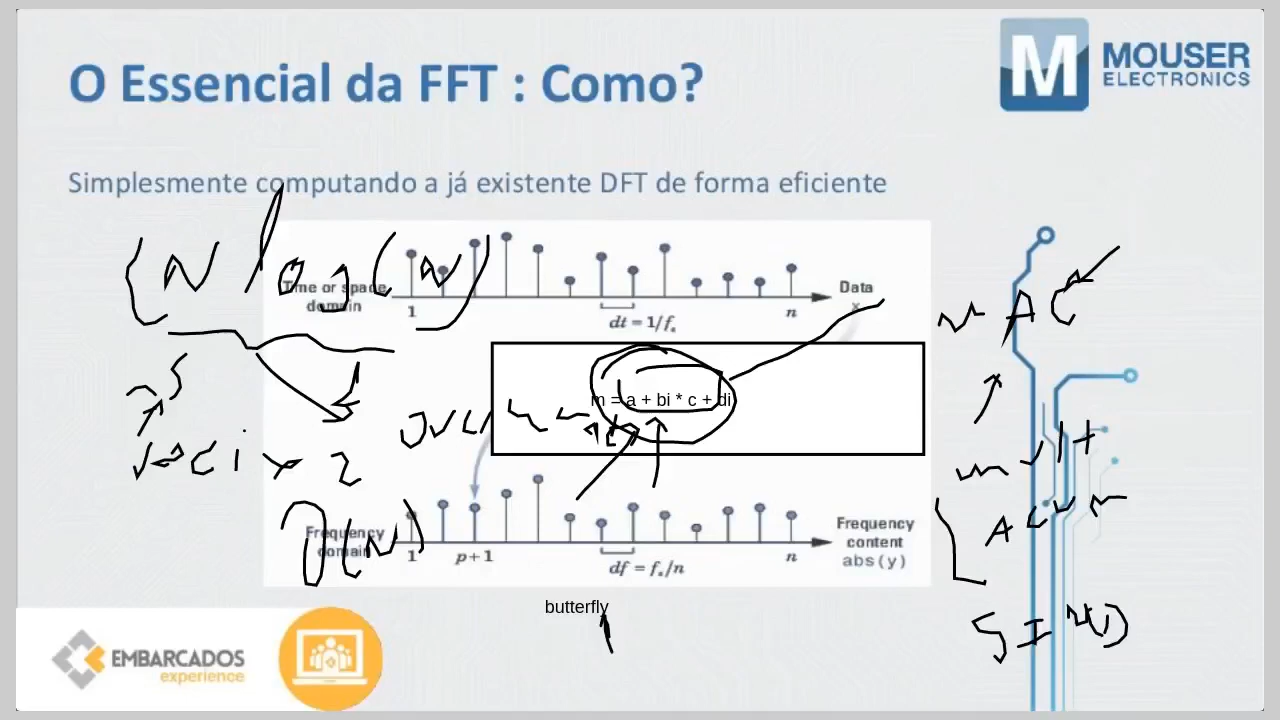 O Essencial da FFT : Como?
MOUSER
ELECTRONICS
Simplesmente computando a já existente DFT de forma eficiente
(N log(N)
Time or space
domain
1
dt = 1/fs
n
Data
x
MAC
m = a + bi * c + di
radix 2
mult
Acum
O(N)
Frequency
domain
1
p+1
df = fs/n
n
Frequency
content
abs(y)
SIMD
butterfly
M
EMBARCADOS
experience